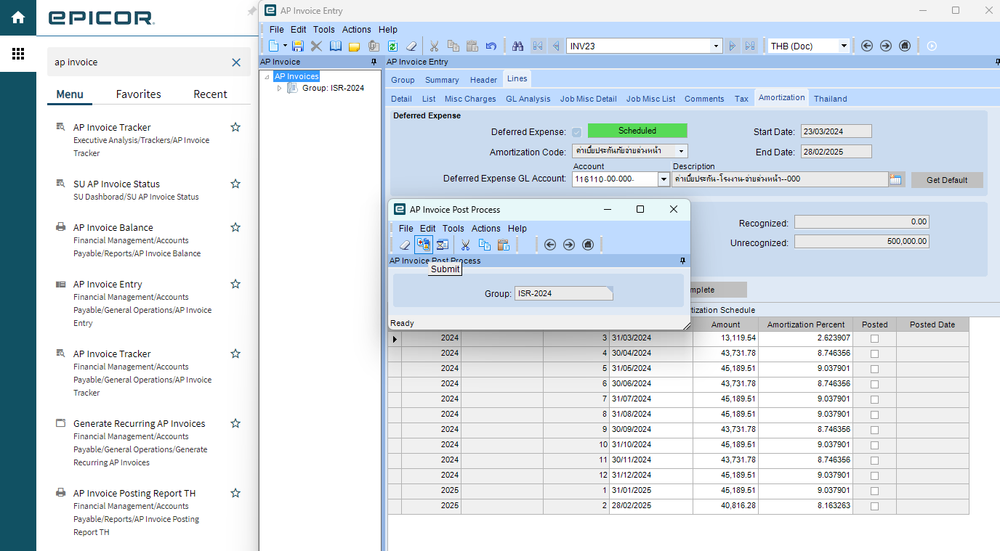 EPICOR.
ap invoice
Menu Favorites Recent
AP Invoice Tracker
Executive Analysis/Trackers/AP Invoice
Tracker
SU AP Invoice Status
SU Dashborad/SU AP Invoice Status
AP Invoice Balance
Financial Management/Accounts
Payable/Reports/AP Invoice Balance
AP Invoice Entry
Financial Management/Accounts
Payable/General Operations/AP Invoice
Entry
AP Invoice Tracker
Financial Management/Accounts
Payable/General Operations/AP Invoice
Tracker
Generate Recurring AP Invoices
Financial Management/Accounts
Payable/General Operations/Generate
Recurring AP Invoices
AP Invoice Posting Report TH
Financial Management/Accounts
Payable/Reports/AP Invoice Posting
Report TH
AP Invoice Entry
File Edit Tools Actions Help
INV23 THB (Doc)
AP Invoice
AP Invoices
Group: ISR-2024
AP Invoice Entry
Group Summary Header Lines
Detail List Misc Charges GL Analysis Job Misc Detail Job Misc List Comments Tax Amortization Thailand
Deferred Expense
Deferred Expense: Scheduled Start Date: 23/03/2024
Amortization Code: ค่าเบี้ยประกันภัยจ่ายล่วงหน้า End Date: 28/02/2025
Account Description
Deferred Expense GL Account: 116110-00-000- ค่าเบี้ยประกัน-โรงงาน-จ่ายล่วงหน้า--000 Get Default
Recognized: 0.00
Unrecognized: 500,000.00
AP Invoice Post Process
File Edit Tools Actions Help
AP Invoice Post Process
Submit
Group: ISR-2024
Ready
mplete
tization Schedule
Amount Amortization Percent Posted Posted Date
2024 3 31/03/2024 13,119.54 2.623907
2024 4 30/04/2024 43,731.78 8.746356
2024 5 31/05/2024 45,189.51 9.037901
2024 6 30/06/2024 43,731.78 8.746356
2024 7 31/07/2024 45,189.51 9.037901
2024 8 31/08/2024 45,189.51 9.037901
2024 9 30/09/2024 43,731.78 8.746356
2024 10 31/10/2024 45,189.51 9.037901
2024 11 30/11/2024 43,731.78 8.746356
2024 12 31/12/2024 45,189.51 9.037901
2025 1 31/01/2025 45,189.51 9.037901
2025 2 28/02/2025 40,816.28 8.163263